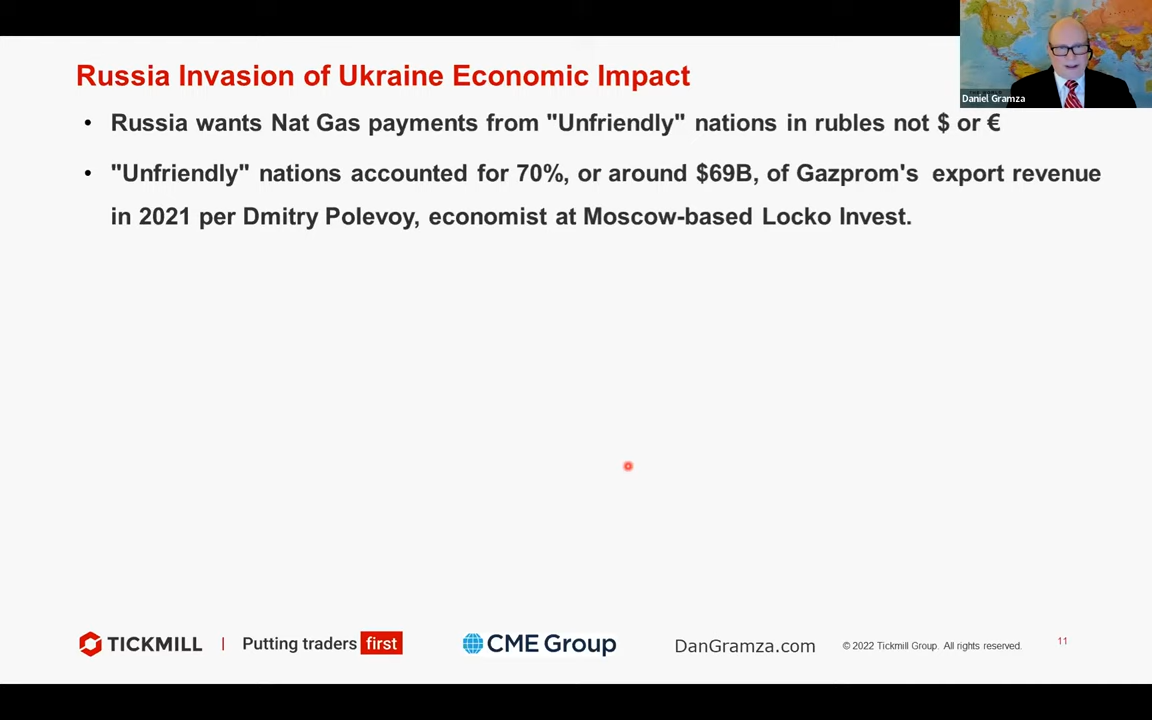 Daniel Gramza
Russia Invasion of Ukraine Economic Impact
• Russia wants Nat Gas payments from "Unfriendly" nations in rubles not $ or €
• "Unfriendly" nations accounted for 70%, or around $69B, of Gazprom's export revenue
in 2021 per Dmitry Polevoy, economist at Moscow-based Locko Invest.
TICKMILL | Putting traders first CME Group DanGramza.com © 2022 Tickmill Group. All rights reserved. 11